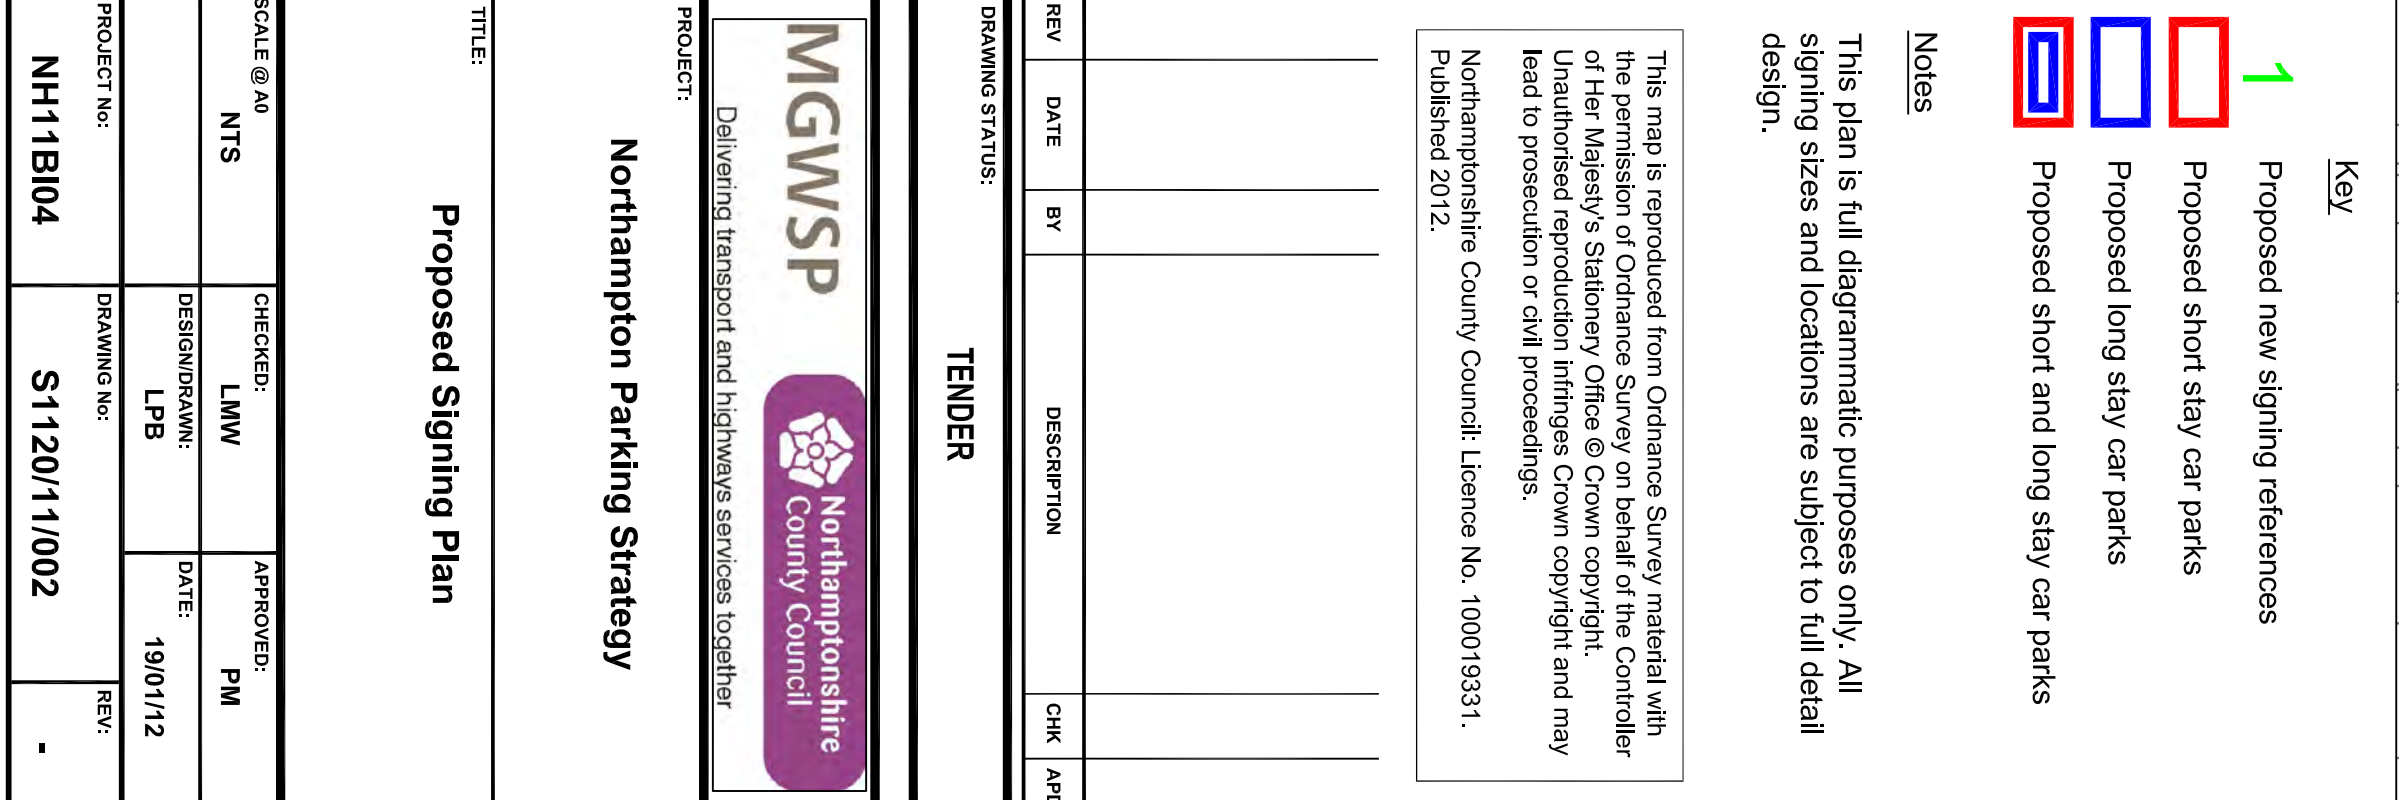 Key
1 Proposed new signing references
Proposed short stay car parks
Proposed long stay car parks
Proposed short and long stay car parks
Notes
This plan is full diagrammatic purposes only. All
signing sizes and locations are subject to full detail
design.
This map is reproduced from Ordnance Survey material with
the permission of Ordnance Survey on behalf of the Controller
of Her Majesty's Stationery Office © Crown copyright.
Unauthorised reproduction infringes Crown copyright and may
lead to prosecution or civil proceedings.
Northamptonshire County Council: Licence No. 100019331.
Published 2012.
REV DATE BY DESCRIPTION CHK
DRAWING STATUS:
TENDER
MGWSP
Northamptonshire
County Council
Delivering transport and highways services together
PROJECT:
Northampton Parking Strategy
TITLE:
Proposed Signing Plan
SCALE @ A0 CHECKED: APPROVED:
NTS LMW PM
DESIGN/DRAWN: DATE:
LPB 19/01/12
PROJECT No: DRAWING No: REV:
NH11BI04 S1120/11/002 -